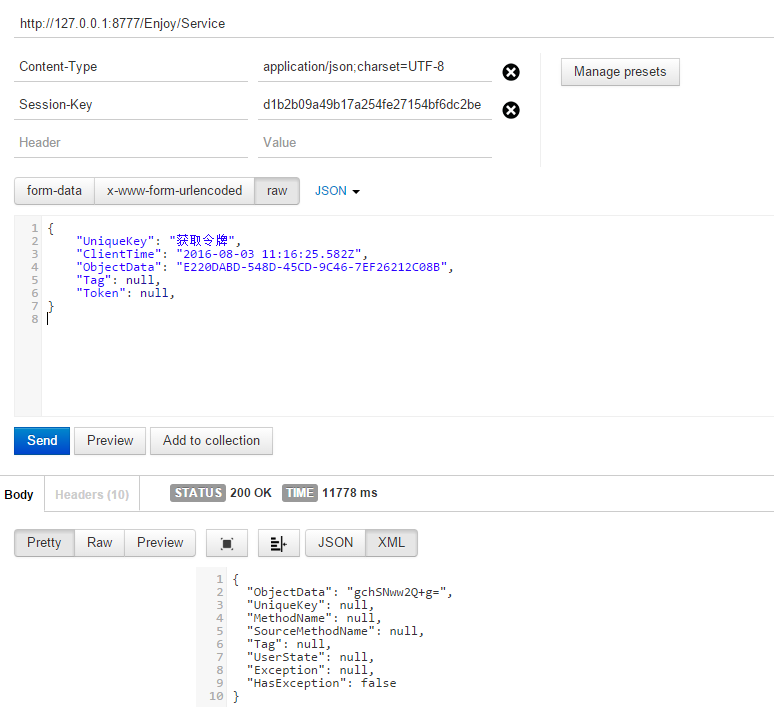 http://127.0.0.1:8777/Enjoy/Service
Content-Type application/json;charset=UTF-8 Manage presets
Session-Key d1b2b09a49b17a254fe27154bf6dc2be
Header Value
form-data x-www-form-urlencoded raw JSON
1 {
2 "UniqueKey": "获取令牌",
3 "ClientTime": "2016-08-03 11:16:25.582Z",
4 "ObjectData": "E220DABD-548D-45CD-9C46-7EF26212C08B",
5 "Tag": null,
6 "Token": null,
7 }
8
Send Preview Add to collection
Body Headers (10) STATUS 200 OK TIME 11778 ms
Pretty Raw Preview JSON XML
1 {
2 "ObjectData": "gchSNww2Q+g=",
3 "UniqueKey": null,
4 "MethodName": null,
5 "SourceMethodName": null,
6 "Tag": null,
7 "UserState": null,
8 "Exception": null,
9 "HasException": false
10 }